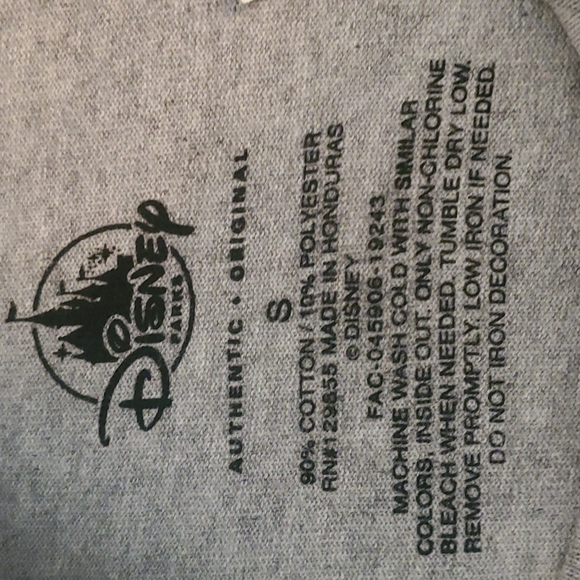 Disney
PARKS
AUTHENTIC • ORIGINAL
S
90% COTTON / 10% POLYESTER
RN#129855 MADE IN HONDURAS
©DISNEY
FAC-045906-19243
MACHINE WASH COLD WITH SIMILAR
COLORS, INSIDE OUT. ONLY NON-CHLORINE
BLEACH WHEN NEEDED. TUMBLE DRY LOW.
REMOVE PROMPTLY. LOW IRON IF NEEDED.
DO NOT IRON DECORATION.